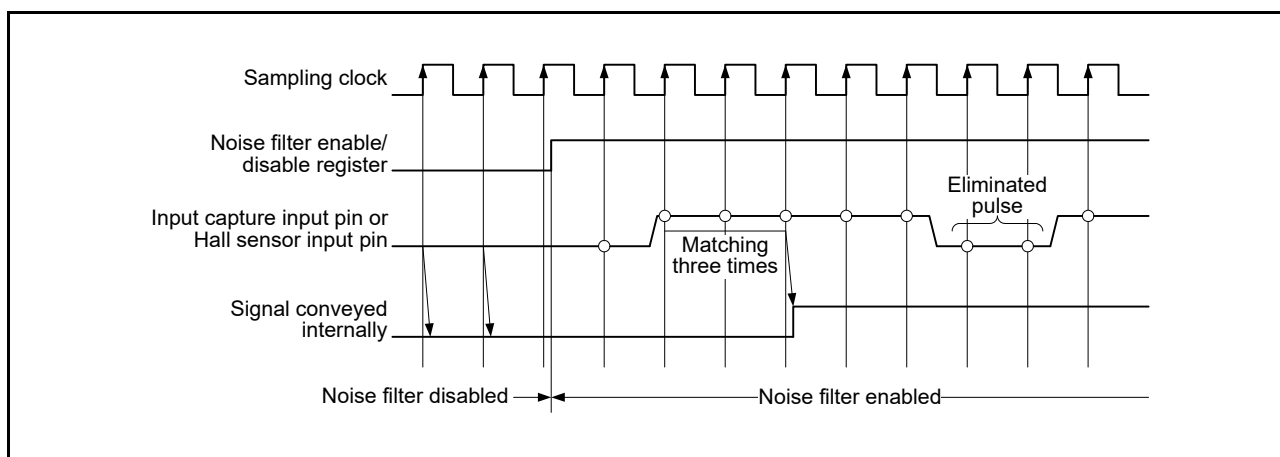 Sampling clock
Noise filter enable/
disable register
Eliminated
pulse
Input capture input pin or
Hall sensor input pin
Matching
three times
Signal conveyed
internally
Noise filter disabled
Noise filter enabled